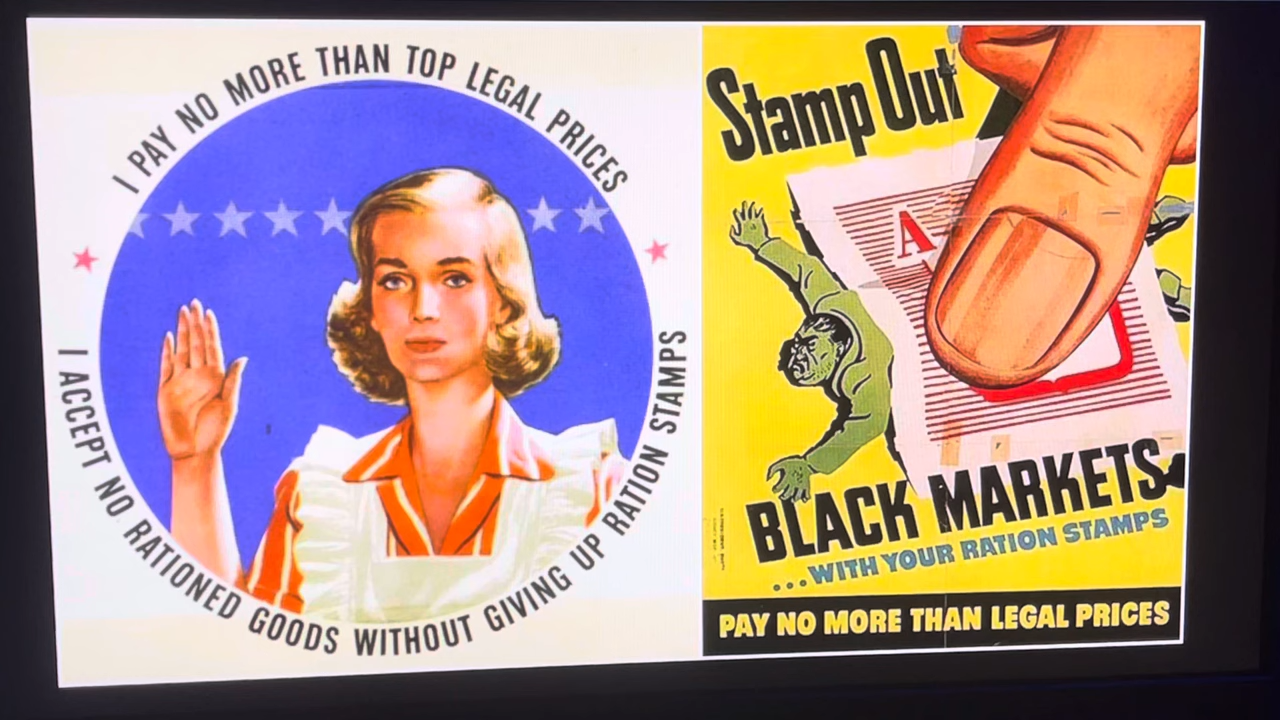 I PAY NO MORE THAN TOP LEGAL PRICES
I ACCEPT NO RATIONED GOODS WITHOUT GIVING UP RATION STAMPS
Stamp Out
A
BLACK MARKETS
...WITH YOUR RATION STAMPS
PAY NO MORE THAN LEGAL PRICES